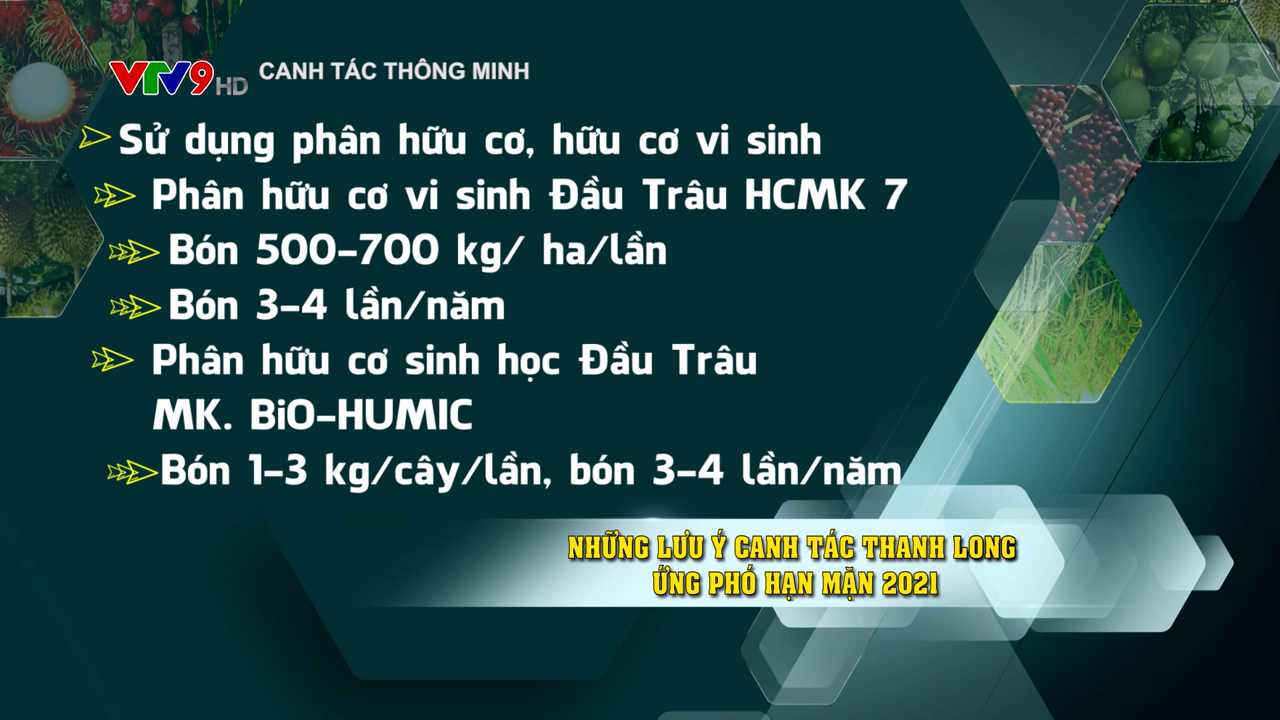 VTV9 HD CANH TÁC THÔNG MINH
Sử dụng phân hữu cơ, hữu cơ vi sinh
Phân hữu cơ vi sinh Đầu Trâu HCMK 7
Bón 500-700 kg/ ha/lần
Bón 3-4 lần/năm
Phân hữu cơ sinh học Đầu Trâu
MK. BiO-HUMIC
Bón 1-3 kg/cây/lần, bón 3-4 lần/năm
NHỮNG LƯU Ý CANH TÁC THANH LONG
ỨNG PHÓ HẠN MẶN 2021